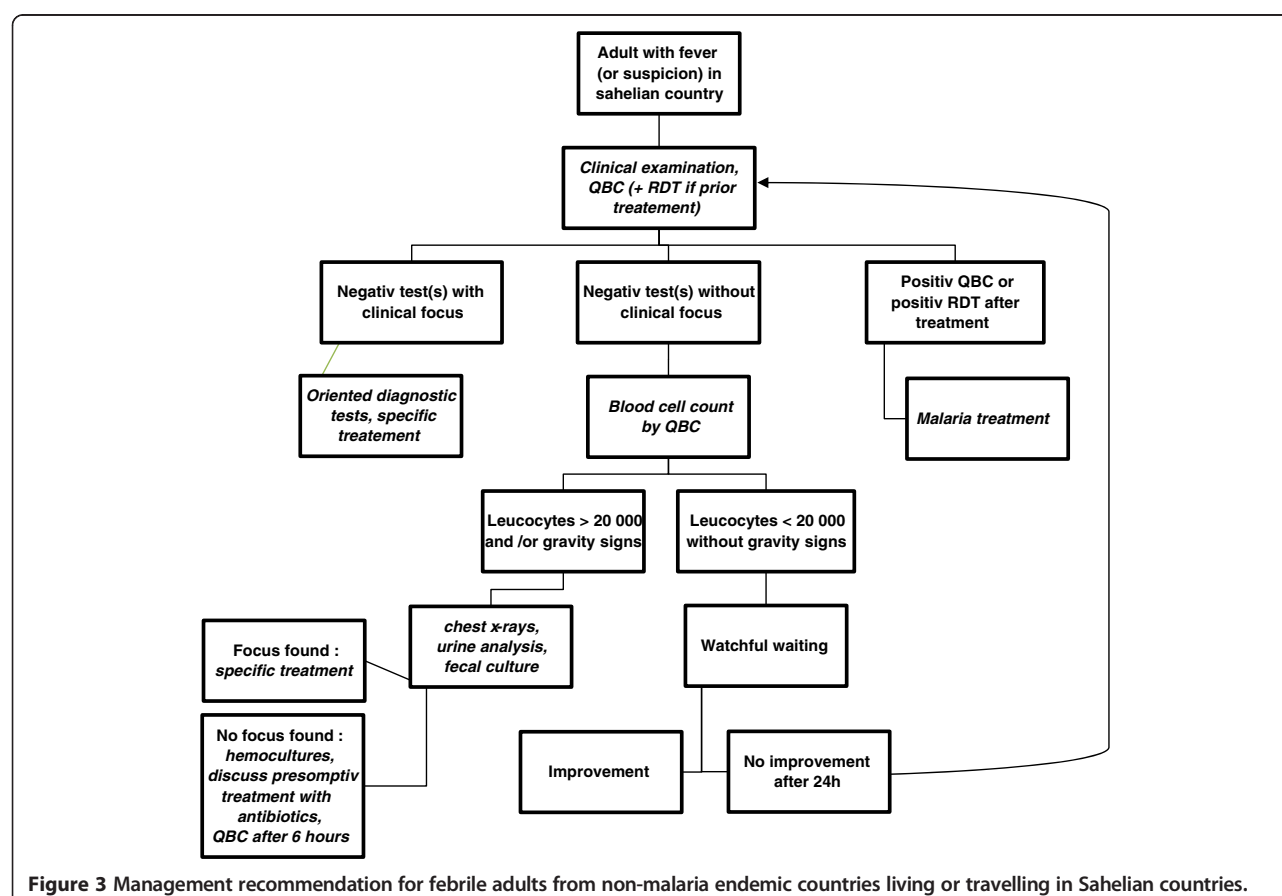 Adult with fever
(or suspicion) in
sahelian country
Clinical examination,
QBC (+ RDT if prior
treatement)
Negativ test(s) with
clinical focus
Negativ test(s) without
clinical focus
Positiv QBC or
positiv RDT after
treatment
Oriented diagnostic
tests, specific
treatement
Blood cell count
by QBC
Malaria treatment
Leucocytes > 20 000
and /or gravity signs
Leucocytes < 20 000
without gravity signs
chest x-rays,
urine analysis,
fecal culture
Watchful waiting
Focus found :
specific treatment
No focus found :
hemocultures,
discuss presomptiv
treatment with
antibiotics,
QBC after 6 hours
Improvement
No improvement
after 24h
Figure 3 Management recommendation for febrile adults from non-malaria endemic countries living or travelling in Sahelian countries.